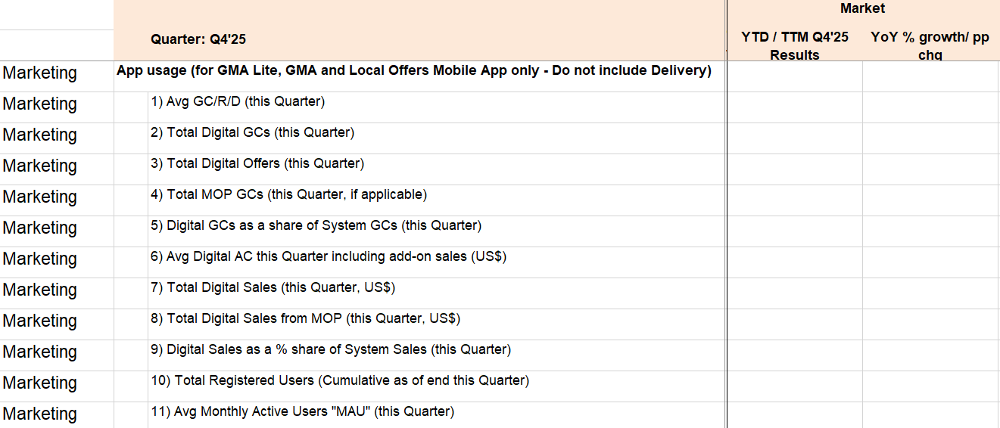 Market
Quarter: Q4'25
YTD / TTM Q4'25 Results
YoY % growth/ pp chg
Marketing App usage (for GMA Lite, GMA and Local Offers Mobile App only - Do not include Delivery)
Marketing 1) Avg GC/R/D (this Quarter)
Marketing 2) Total Digital GCs (this Quarter)
Marketing 3) Total Digital Offers (this Quarter)
Marketing 4) Total MOP GCs (this Quarter, if applicable)
Marketing 5) Digital GCs as a share of System GCs (this Quarter)
Marketing 6) Avg Digital AC this Quarter including add-on sales (US$)
Marketing 7) Total Digital Sales (this Quarter, US$)
Marketing 8) Total Digital Sales from MOP (this Quarter, US$)
Marketing 9) Digital Sales as a % share of System Sales (this Quarter)
Marketing 10) Total Registered Users (Cumulative as of end this Quarter)
Marketing 11) Avg Monthly Active Users "MAU" (this Quarter)